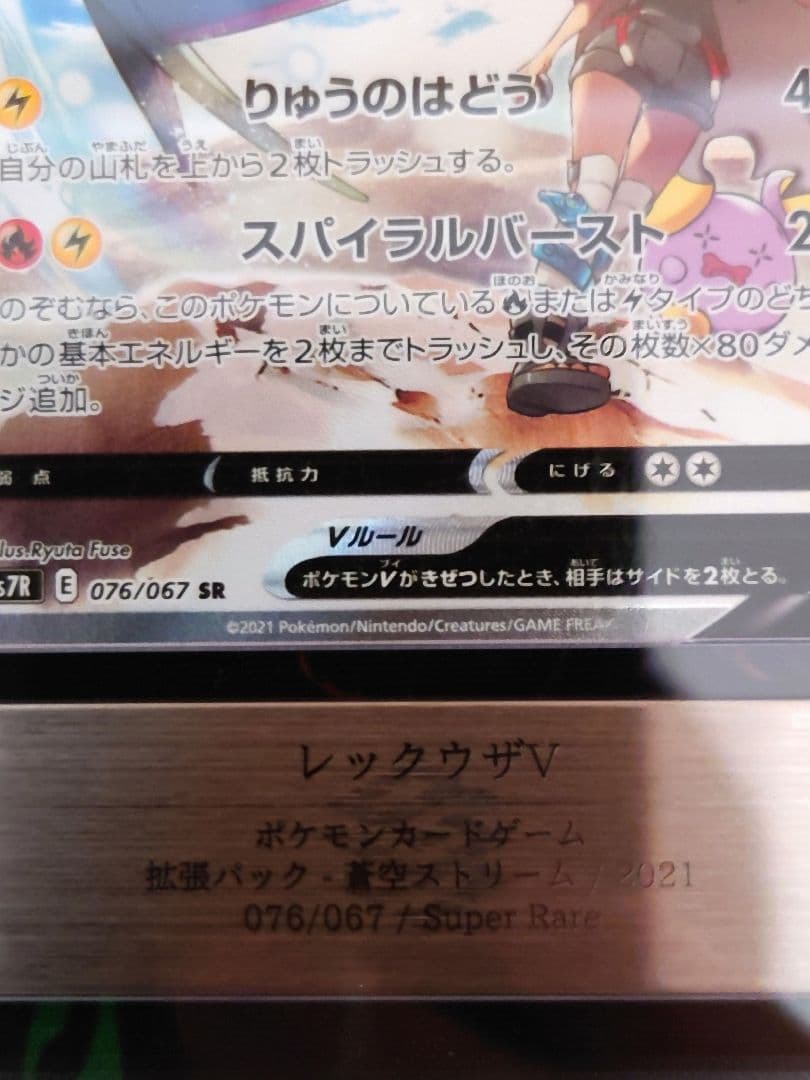 りゅうのはどう 4
自分の山札を上から2枚トラッシュする。
スパイラルバースト 2
のぞむなら、このポケモンについている🔥または⚡タイプのどち
かの基本エネルギーを2枚までトラッシュし、その枚数×80ダメ
ジ追加。
弱点 抵抗力 にげる
lus.Ryuta Fuse
Vルール
s7R E 076/067 SR
ポケモンVがきぜつしたとき、相手はサイドを2枚とる。
©2021 Pokémon/Nintendo/Creatures/GAME FREAK
レックウザV
ポケモンカードゲーム
拡張パック - 蒼空ストリーム / 2021
076/067 / Super Rare